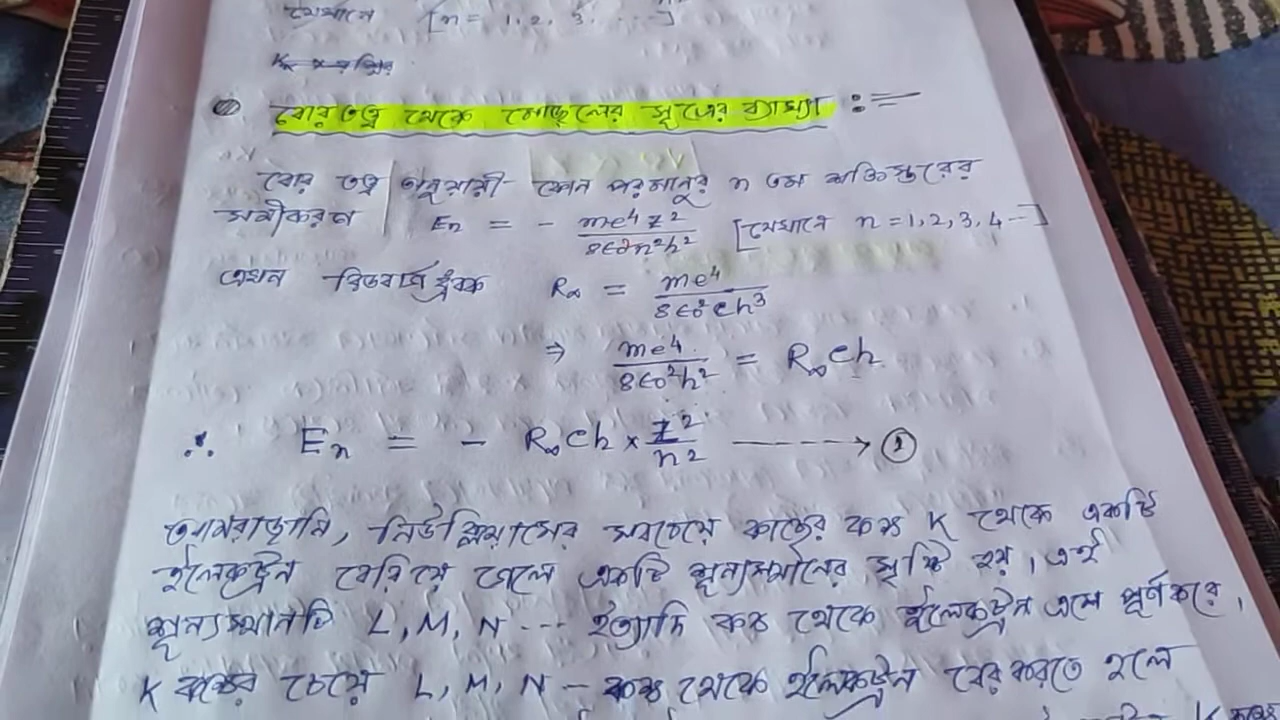 যেখানে [n = 1, 2, 3, ...]
বোর তত্ত্ব থেকে মোজলের সূত্রের ব্যাখ্যা :—
বোর তত্ত্ব অনুযায়ী কোন পরমানুর n তম শক্তিস্তরের
সমীকরণ En = - me⁴z² / 8ε₀²n²h² [যেখানে n = 1, 2, 3, 4 --]
এখন রিডবার্গ ধ্রুবক R∞ = me⁴ / 8ε₀²ch³
⇒ me⁴ / 8ε₀²h² = R∞ch
∴ En = - R∞ch × z² / n² ------→ ①
আমরাজানি, নিউক্লিয়াসের সবচেয়ে কাছের কক্ষ K থেকে একটি
ইলেকট্রন বেরিয়ে গেলে একটি শূন্যস্থানের সৃষ্টি হয়। এই
শূন্যস্থানটি L, M, N --- ইত্যাদি কক্ষ থেকে ইলেকট্রন এসে পূর্ণকরে।
K কক্ষের চেয়ে L, M, N - কক্ষ থেকে ইলেকট্রন বের করতে হলে